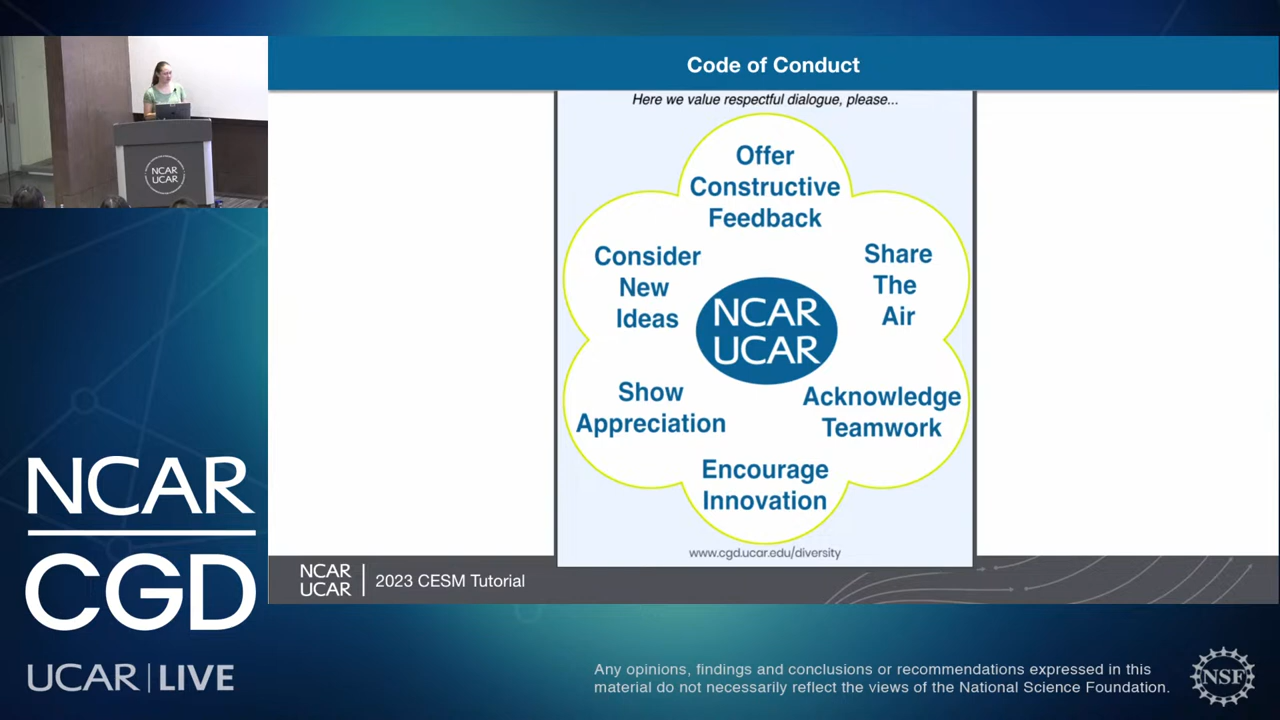 Code of Conduct
Here we value respectful dialogue, please...
Offer
Constructive
Feedback
Consider
New
Ideas
Share
The
Air
NCAR
UCAR
Show
Appreciation
Acknowledge
Teamwork
Encourage
Innovation
www.cgd.ucar.edu/diversity
NCAR
UCAR
2023 CESM Tutorial
NCAR
UCAR
NCAR
CGD
UCAR | LIVE
Any opinions, findings and conclusions or recommendations expressed in this
material do not necessarily reflect the views of the National Science Foundation.
NSF